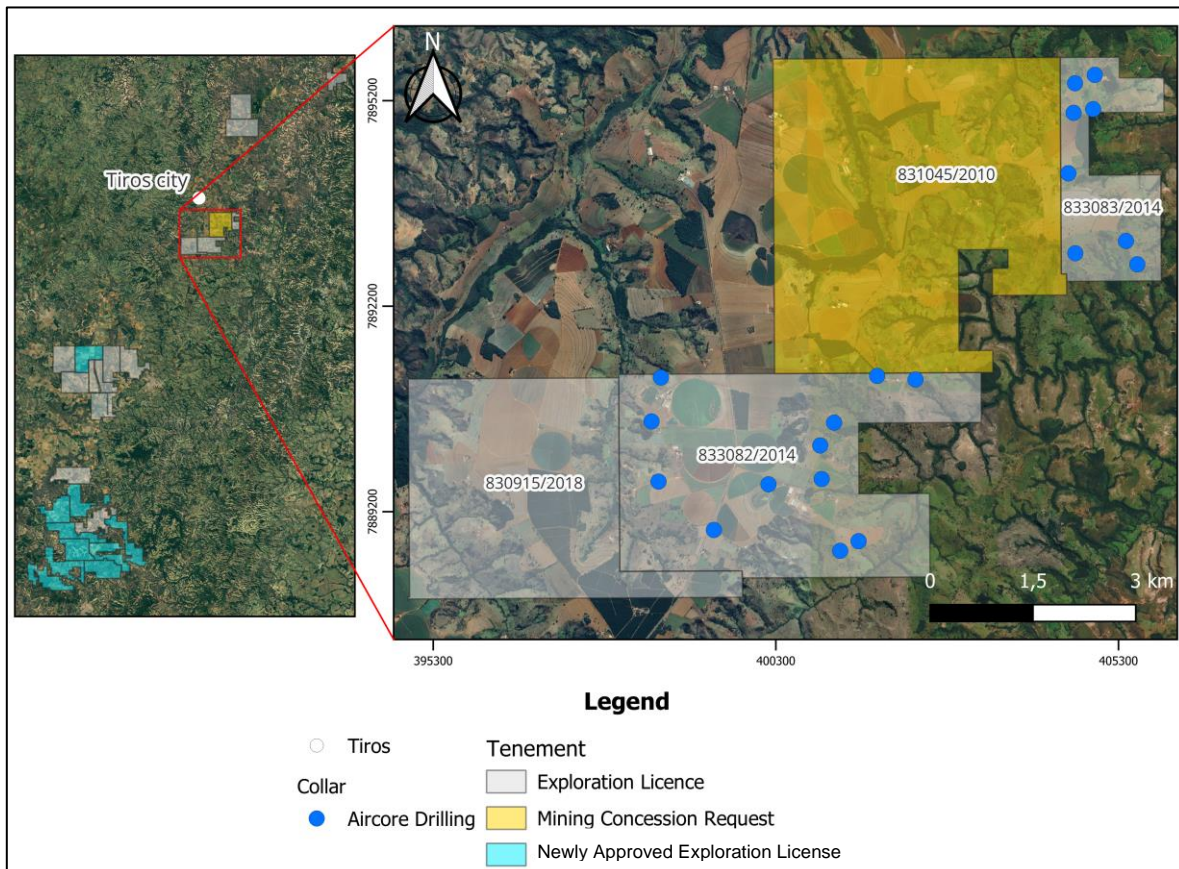 Tiros city
N
7895200
7892200
7889200
831045/2010
833083/2014
833082/2014
830915/2018
0 1,5 3 km
395300 400300 405300
Legend
Tiros
Collar
Aircore Drilling
Tenement
Exploration Licence
Mining Concession Request
Newly Approved Exploration License